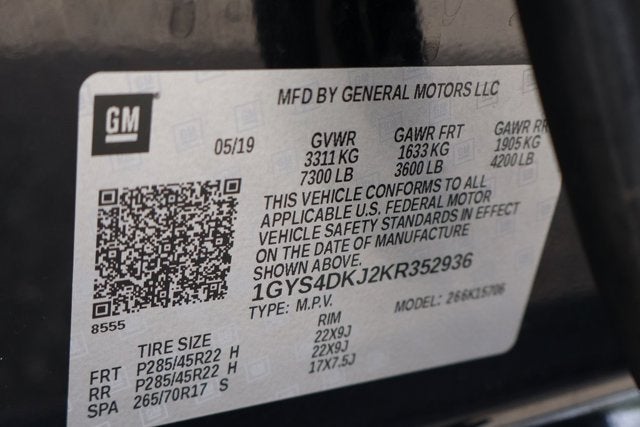 GM
MFD BY GENERAL MOTORS LLC
05/19 GVWR GAWR FRT GAWR RR
3311 KG 1633 KG 1905 KG
7300 LB 3600 LB 4200 LB
THIS VEHICLE CONFORMS TO ALL
APPLICABLE U.S. FEDERAL MOTOR
VEHICLE SAFETY STANDARDS IN EFFECT
ON THE DATE OF MANUFACTURE
SHOWN ABOVE.
1GYS4DKJ2KR352936
8555 TYPE: M.P.V. MODEL: 266K15706
TIRE SIZE RIM
FRT P285/45R22 H 22X9J
RR P285/45R22 H 22X9J
SPA 265/70R17 S 17X7.5J